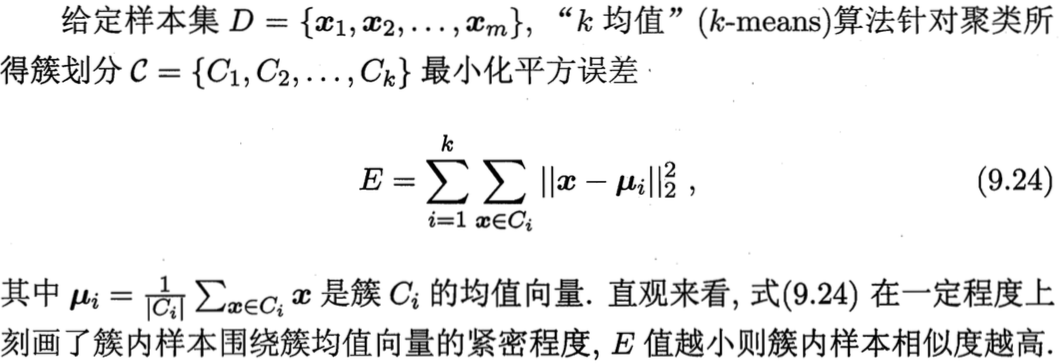 给定样本集 $D = \{\boldsymbol{x}_1, \boldsymbol{x}_2, \ldots, \boldsymbol{x}_m\}$, “$k$ 均值” ($k$-means)算法针对聚类所
得簇划分 $\mathcal{C} = \{C_1, C_2, \ldots, C_k\}$ 最小化平方误差
$E = \sum_{i=1}^{k} \sum_{\boldsymbol{x} \in C_i} ||\boldsymbol{x} - \boldsymbol{\mu}_i||_2^2$ , (9.24)
其中 $\boldsymbol{\mu}_i = \frac{1}{|C_i|} \sum_{\boldsymbol{x} \in C_i} \boldsymbol{x}$ 是簇 $C_i$ 的均值向量. 直观来看, 式(9.24) 在一定程度上
刻画了簇内样本围绕簇均值向量的紧密程度, $E$ 值越小则簇内样本相似度越高.